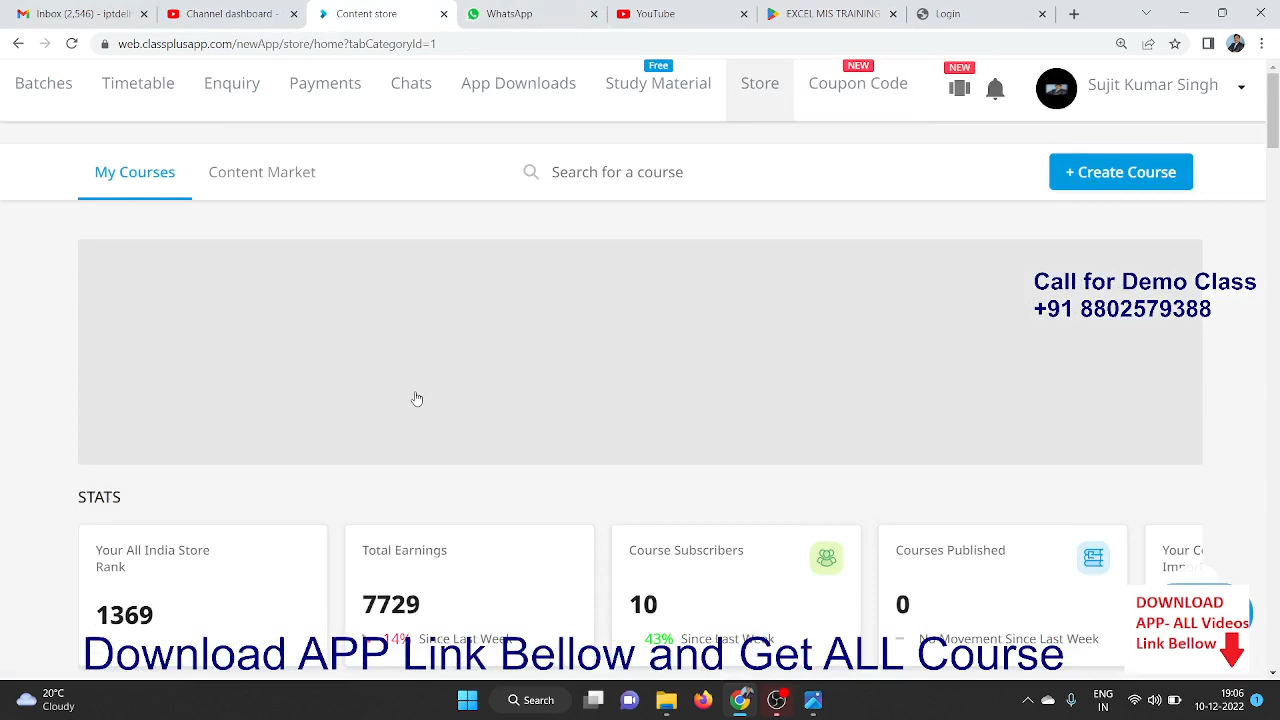 Inbox (2,546) - iptdelh
Channel dashboard -
Content store
WhatsApp
YouTube
EXCEL MIS TRAINING
Login
web.classplusapp.com/newApp/store/home?tabCategoryId=1
Batches
Timetable
Enquiry
Payments
Chats
App Downloads
Free
Study Material
Store
NEW
Coupon Code
NEW
Sujit Kumar Singh
My Courses
Content Market
Search for a course
+ Create Course
Call for Demo Class
+91 8802579388
STATS
Your All India Store
Rank
1369
Total Earnings
7729
14% Since Last Week
Course Subscribers
10
43% Since Last Week
Courses Published
0
No Movement Since Last Week
Your
DOWNLOAD
APP- ALL Videos
Link Bellow
Download APP Link Bellow and Get ALL Course
20°C
Cloudy
Search
ENG
IN
19:06
10-12-2022
1